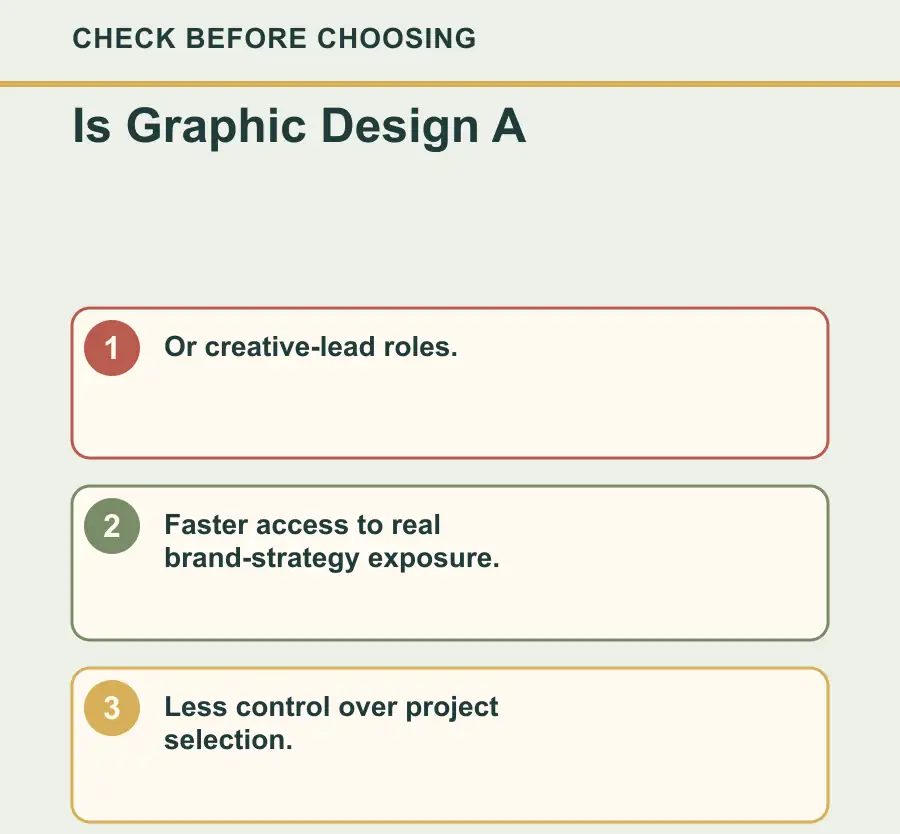 CHECK BEFORE CHOOSING
Is Graphic Design A
1
Or creative-lead roles.
2
Faster access to real
brand-strategy exposure.
3
Less control over project
selection.